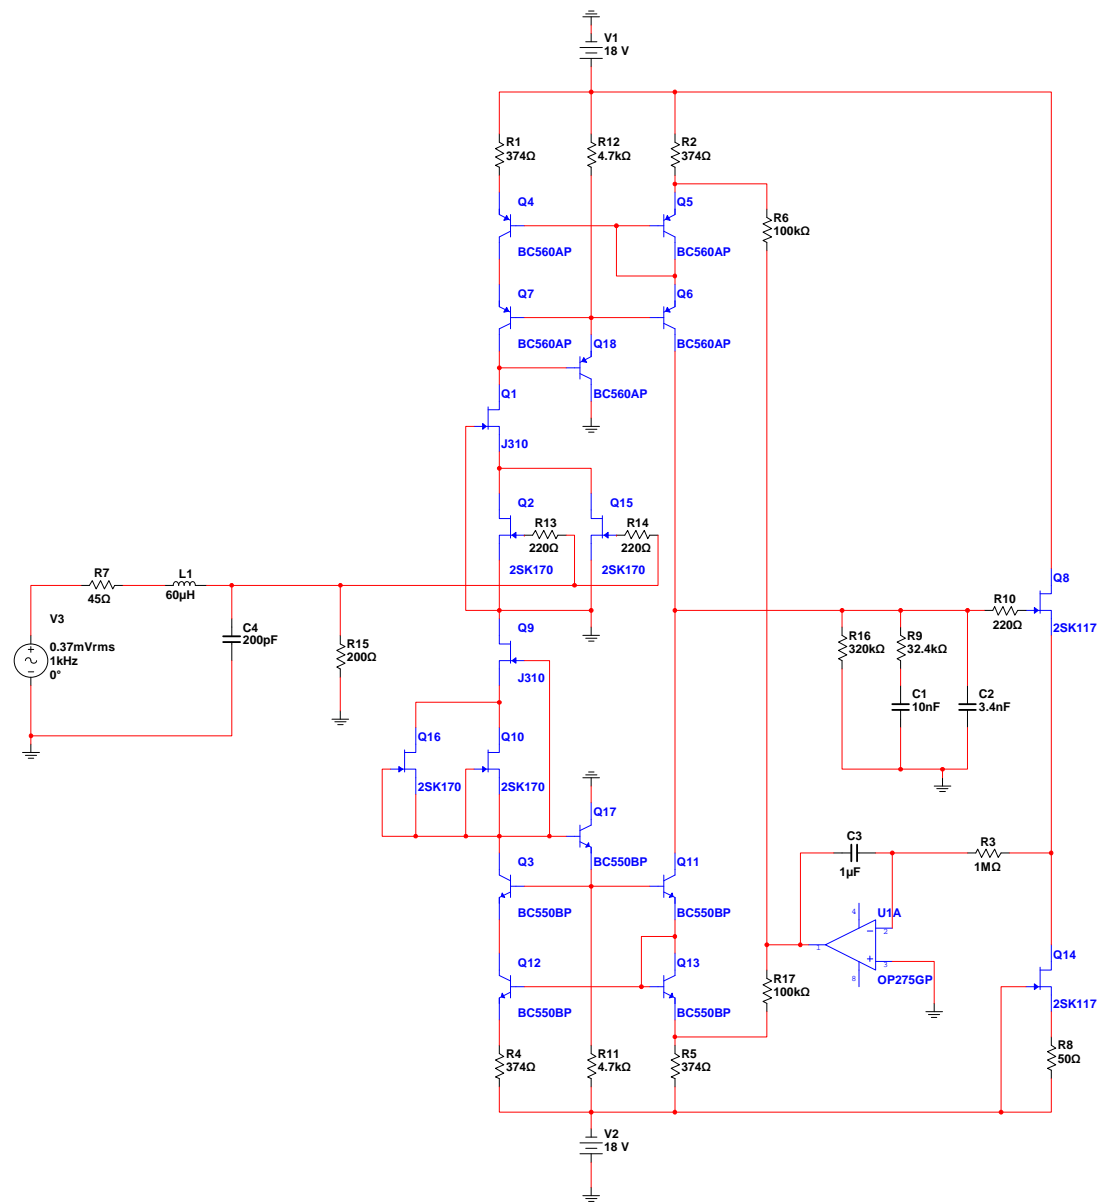 V1
18 V
R1
374Ω
R12
4.7kΩ
R2
374Ω
Q4
BC560AP
Q5
BC560AP
R6
100kΩ
Q7
BC560AP
Q6
BC560AP
Q18
BC560AP
Q1
J310
Q2
2SK170
R13
220Ω
Q15
2SK170
R14
220Ω
R7
45Ω
L1
60µH
V3
0.37mVrms
1kHz
0°
C4
200pF
R15
200Ω
Q8
2SK117
R10
220Ω
Q9
J310
R16
320kΩ
R9
32.4kΩ
C1
10nF
C2
3.4nF
Q16
2SK170
Q10
2SK170
Q17
BC550BP
Q3
BC550BP
Q11
BC550BP
C3
1µF
R3
1MΩ
U1A
4
2
1
3
8
OP275GP
Q12
BC550BP
Q13
BC550BP
R17
100kΩ
Q14
2SK117
R4
374Ω
R11
4.7kΩ
R5
374Ω
R8
50Ω
V2
18 V